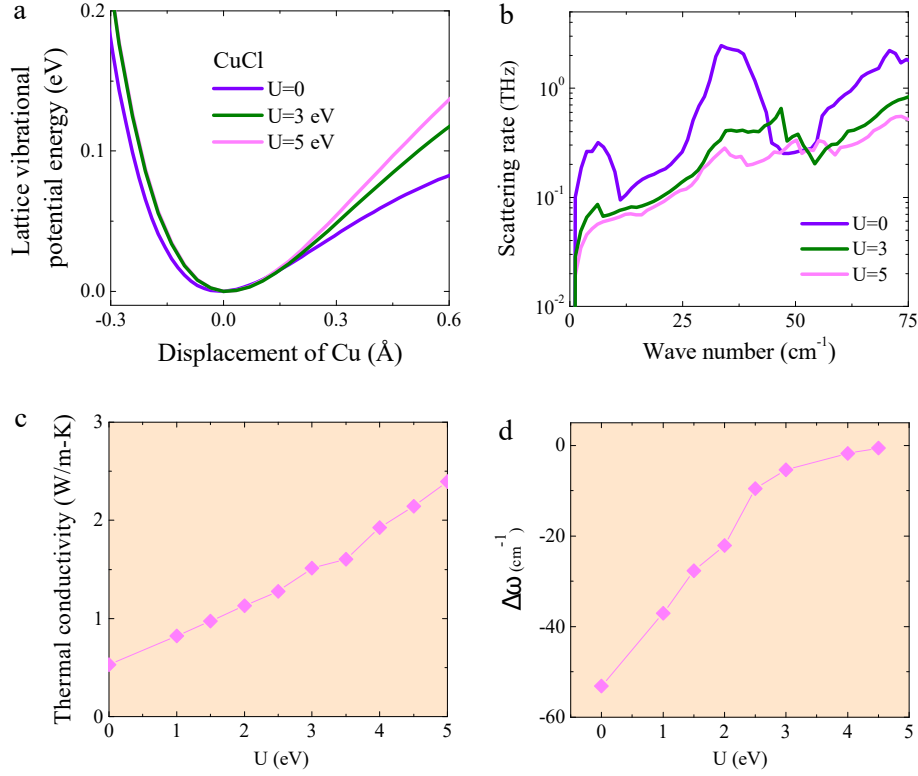 a
Lattice vibrational
potential energy (eV)
0.2
0.1
0.0
CuCl
U=0
U=3 eV
U=5 eV
-0.3 0.0 0.3 0.6
Displacement of Cu (Å)
b
Scattering rate (THz)
10^0
10^-1
10^-2
U=0
U=3
U=5
0 25 50 75
Wave number (cm^-1)
c
Thermal conductivity (W/m-K)
3
2
1
0
0 1 2 3 4 5
U (eV)
d
Δω (cm^-1)
0
-20
-40
-60
0 1 2 3 4 5
U (eV)